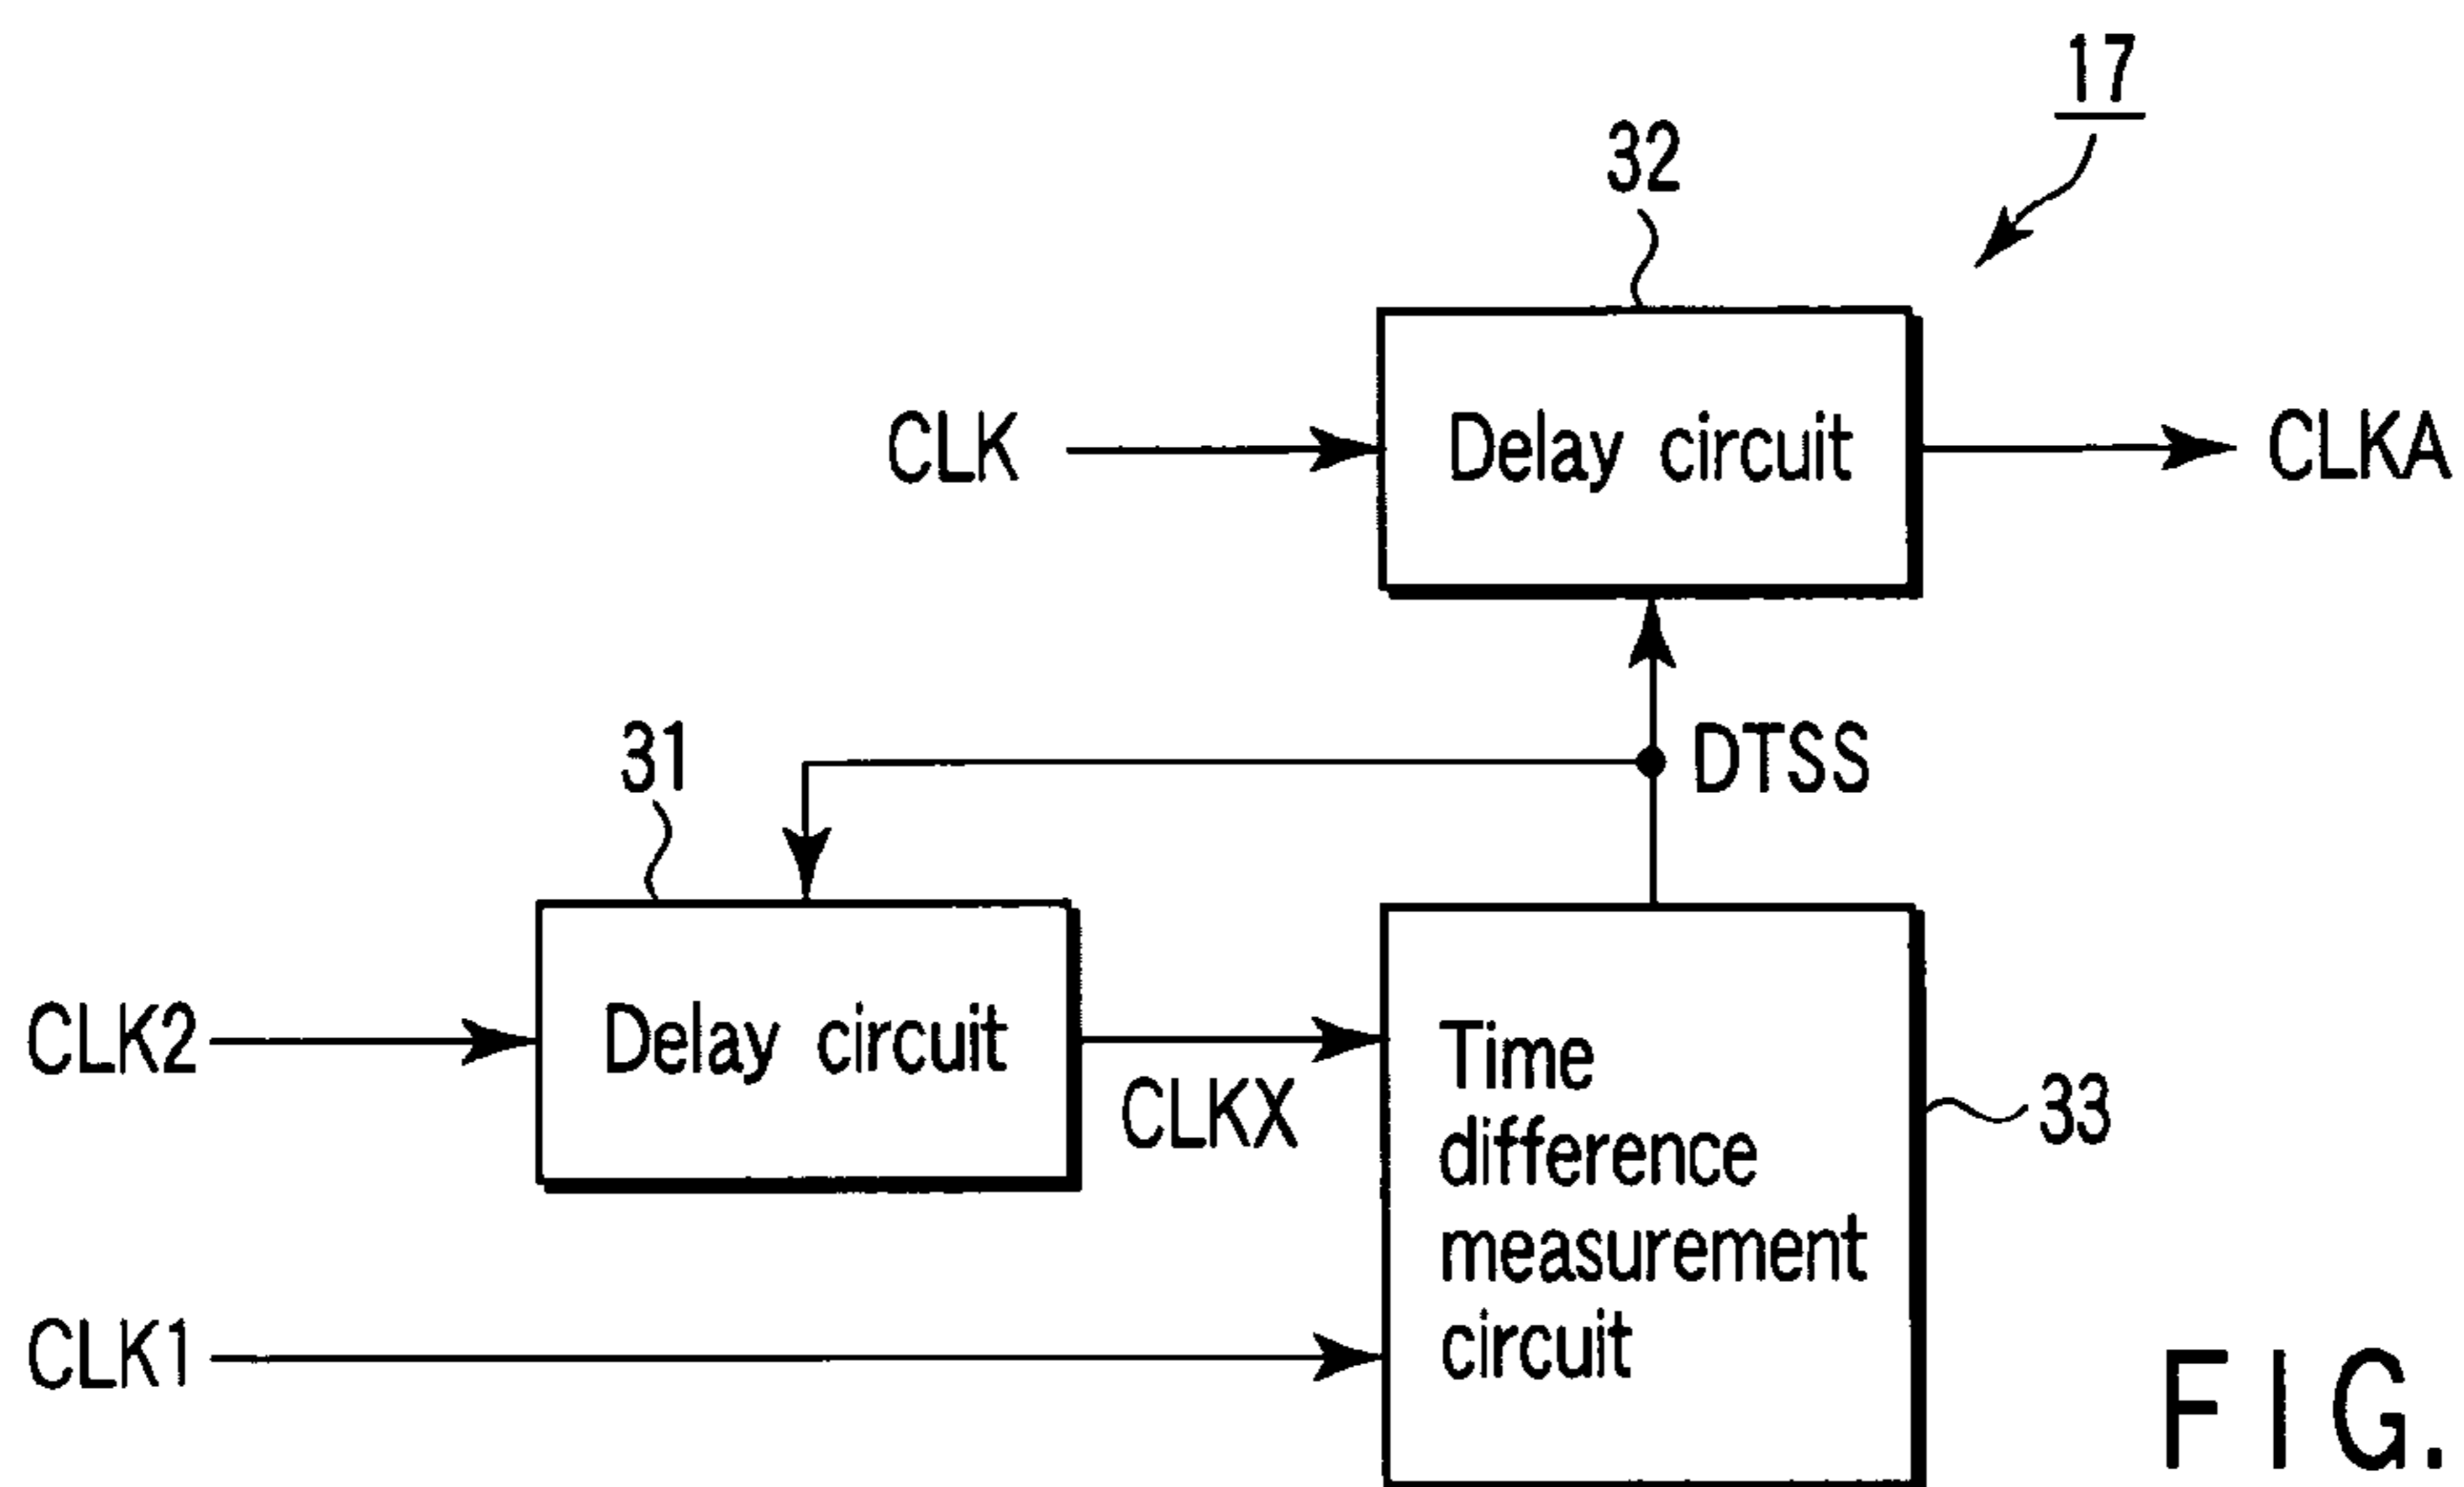 17
32
CLK
Delay circuit
CLKA
31
DTSS
CLK2
Delay circuit
CLKX
Time
difference
measurement
circuit
33
CLK1
FIG.